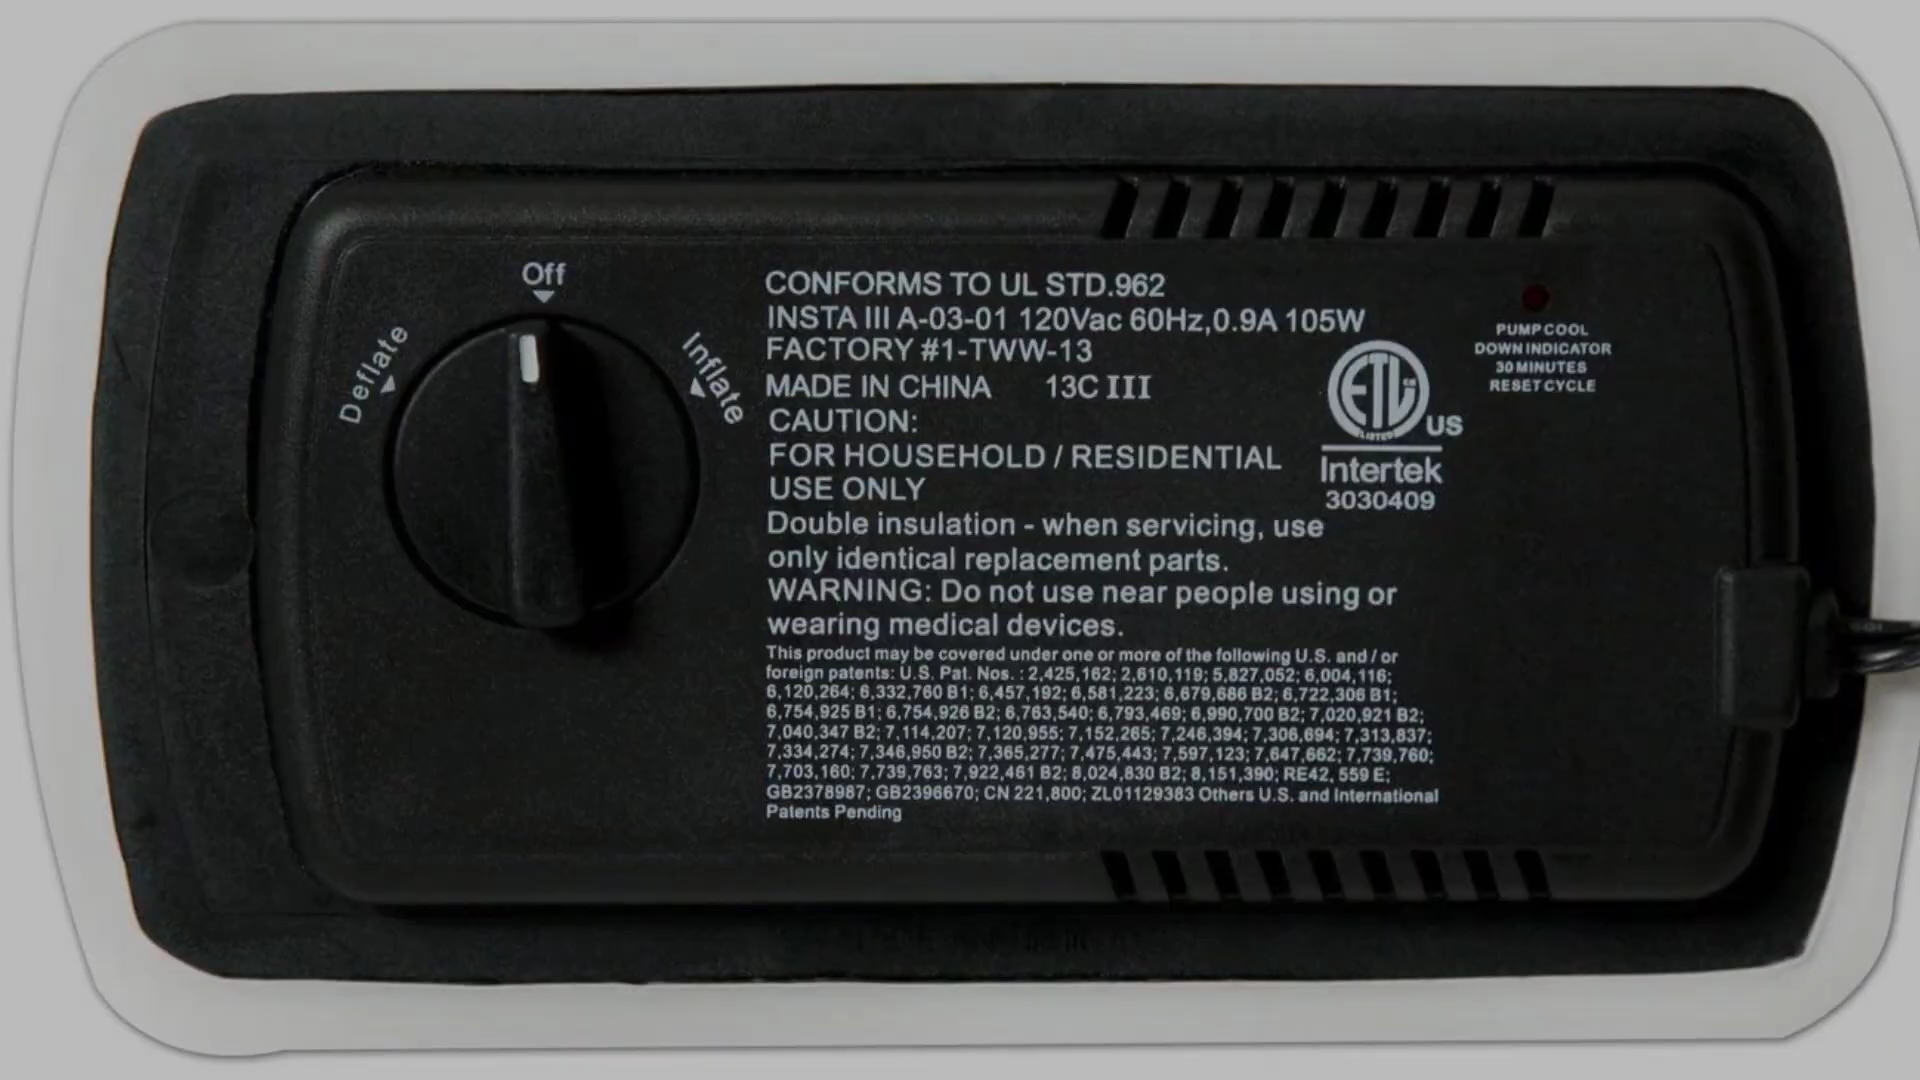 Off
Deflate
Inflate
CONFORMS TO UL STD.962
INSTA III A-03-01 120Vac 60Hz,0.9A 105W
FACTORY #1-TWW-13
MADE IN CHINA 13C III
CAUTION:
FOR HOUSEHOLD / RESIDENTIAL
USE ONLY
Double insulation - when servicing, use
only identical replacement parts.
WARNING: Do not use near people using or
wearing medical devices.
This product may be covered under one or more of the following U.S. and / or
foreign patents: U.S. Pat. Nos. : 2,425,162; 2,610,119; 5,827,052; 6,004,116;
6,120,264; 6,332,760 B1; 6,457,192; 6,581,223; 6,679,686 B2; 6,722,306 B1;
6,754,925 B1; 6,754,926 B2; 6,763,540; 6,793,469; 6,990,700 B2; 7,020,921 B2;
7,040,347 B2; 7,114,207; 7,120,955; 7,152,265; 7,246,394; 7,306,694; 7,313,837;
7,334,274; 7,346,950 B2; 7,365,277; 7,475,443; 7,597,123; 7,647,662; 7,739,760;
7,703,160; 7,739,763; 7,922,461 B2; 8,024,830 B2; 8,151,390; RE42, 559 E;
GB2378987; GB2396670; CN 221,800; ZL01129383 Others U.S. and International
Patents Pending
ETL
LISTED
US
Intertek
3030409
PUMP COOL
DOWN INDICATOR
30 MINUTES
RESET CYCLE